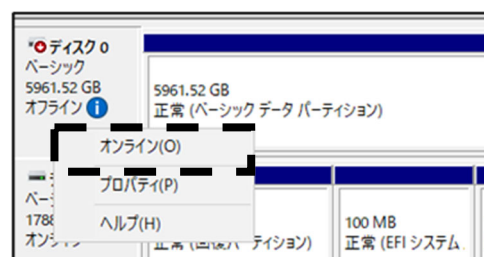 ディスク 0
ベーシック
5961.52 GB
オフライン
5961.52 GB
正常 (ベーシック データ パーティション)
オンライン(O)
プロパティ(P)
ヘルプ(H)
100 MB
正常 (EFI システム